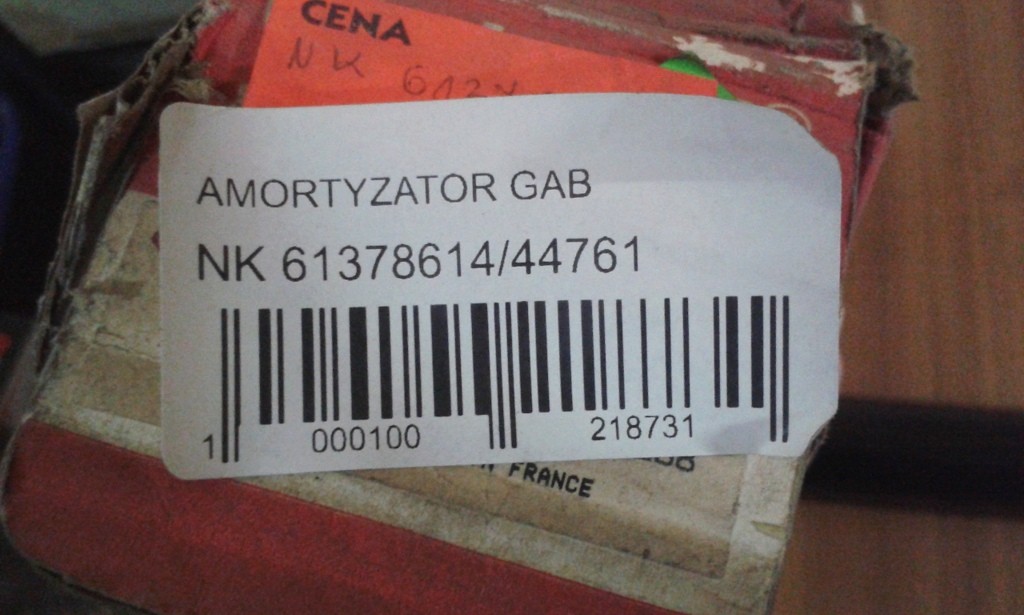 CENA
NK
AMORTYZATOR GAB
NK 61378614/44761
1 000100 218731
FRANCE